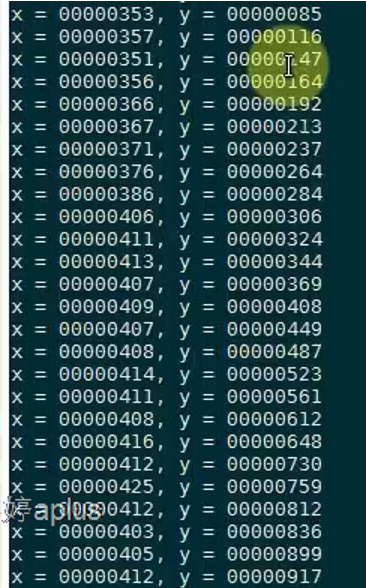 x = 00000353, y = 00000085
x = 00000357, y = 00000116
x = 00000351, y = 00000147
x = 00000356, y = 00000164
x = 00000366, y = 00000192
x = 00000367, y = 00000213
x = 00000371, y = 00000237
x = 00000376, y = 00000264
x = 00000386, y = 00000284
x = 00000406, y = 00000306
x = 00000411, y = 00000324
x = 00000413, y = 00000344
x = 00000407, y = 00000369
x = 00000409, y = 00000408
x = 00000407, y = 00000449
x = 00000408, y = 00000487
x = 00000414, y = 00000523
x = 00000411, y = 00000561
x = 00000408, y = 00000612
x = 00000416, y = 00000648
x = 00000412, y = 00000730
x = 00000425, y = 00000759
x = 00000412, y = 00000812
婷aplus
x = 00000403, y = 00000836
x = 00000405, y = 00000899
x = 00000412, y = 00000917